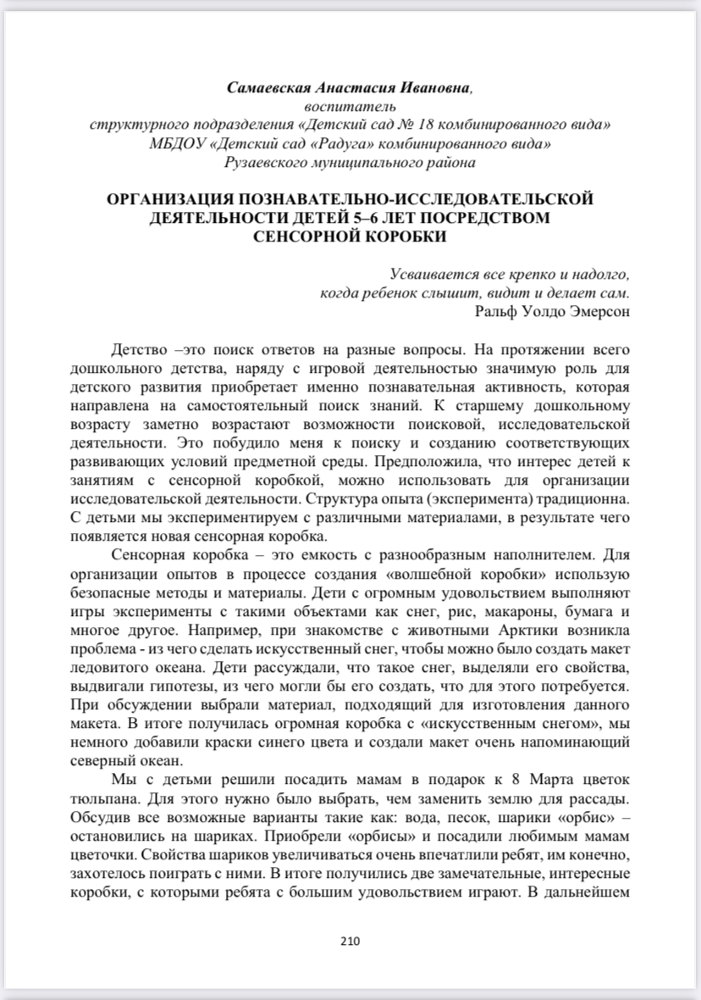 Самаевская Анастасия Ивановна,
воспитатель
структурного подразделения «Детский сад № 18 комбинированного вида»
МБДОУ «Детский сад «Радуга» комбинированного вида»
Рузаевского муниципального района
ОРГАНИЗАЦИЯ ПОЗНАВАТЕЛЬНО-ИССЛЕДОВАТЕЛЬСКОЙ
ДЕЯТЕЛЬНОСТИ ДЕТЕЙ 5–6 ЛЕТ ПОСРЕДСТВОМ
СЕНСОРНОЙ КОРОБКИ
Усваивается все крепко и надолго,
когда ребенок слышит, видит и делает сам.
Ральф Уолдо Эмерсон
Детство –это поиск ответов на разные вопросы. На протяжении всего
дошкольного детства, наряду с игровой деятельностью значимую роль для
детского развития приобретает именно познавательная активность, которая
направлена на самостоятельный поиск знаний. К старшему дошкольному
возрасту заметно возрастают возможности поисковой, исследовательской
деятельности. Это побудило меня к поиску и созданию соответствующих
развивающих условий предметной среды. Предположила, что интерес детей к
занятиям с сенсорной коробкой, можно использовать для организации
исследовательской деятельности. Структура опыта (эксперимента) традиционна.
С детьми мы экспериментируем с различными материалами, в результате чего
появляется новая сенсорная коробка.
Сенсорная коробка – это емкость с разнообразным наполнителем. Для
организации опытов в процессе создания «волшебной коробки» использую
безопасные методы и материалы. Дети с огромным удовольствием выполняют
игры эксперименты с такими объектами как снег, рис, макароны, бумага и
многое другое. Например, при знакомстве с животными Арктики возникла
проблема - из чего сделать искусственный снег, чтобы можно было создать макет
ледовитого океана. Дети рассуждали, что такое снег, выделяли его свойства,
выдвигали гипотезы, из чего могли бы его создать, что для этого потребуется.
При обсуждении выбрали материал, подходящий для изготовления данного
макета. В итоге получилась огромная коробка с «искусственным снегом», мы
немного добавили краски синего цвета и создали макет очень напоминающий
северный океан.
Мы с детьми решили посадить мамам в подарок к 8 Марта цветок
тюльпана. Для этого нужно было выбрать, чем заменить землю для рассады.
Обсудив все возможные варианты такие как: вода, песок, шарики «орбис» –
остановились на шариках. Приобрели «орбисы» и посадили любимым мамам
цветочки. Свойства шариков увеличиваться очень впечатлили ребят, им конечно,
захотелось поиграть с ними. В итоге получились две замечательные, интересные
коробки, с которыми ребята с большим удовольствием играют. В дальнейшем
210